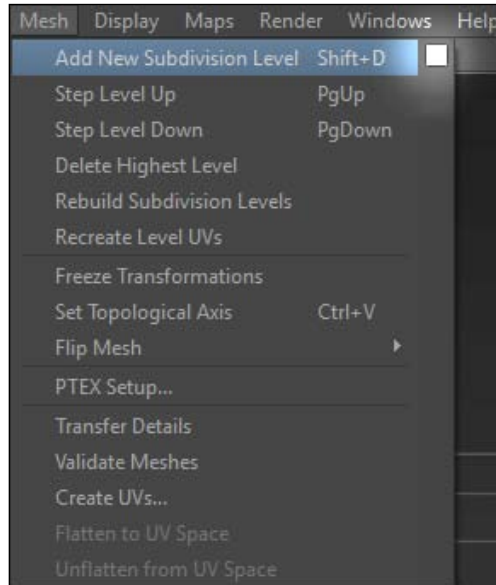 Mesh Display Maps Render Windows Help
Add New Subdivision Level Shift+D
Step Level Up PgUp
Step Level Down PgDown
Delete Highest Level
Rebuild Subdivision Levels
Recreate Level UVs
Freeze Transformations
Set Topological Axis Ctrl+V
Flip Mesh
PTEX Setup...
Transfer Details
Validate Meshes
Create UVs...
Flatten to UV Space
Unflatten from UV Space